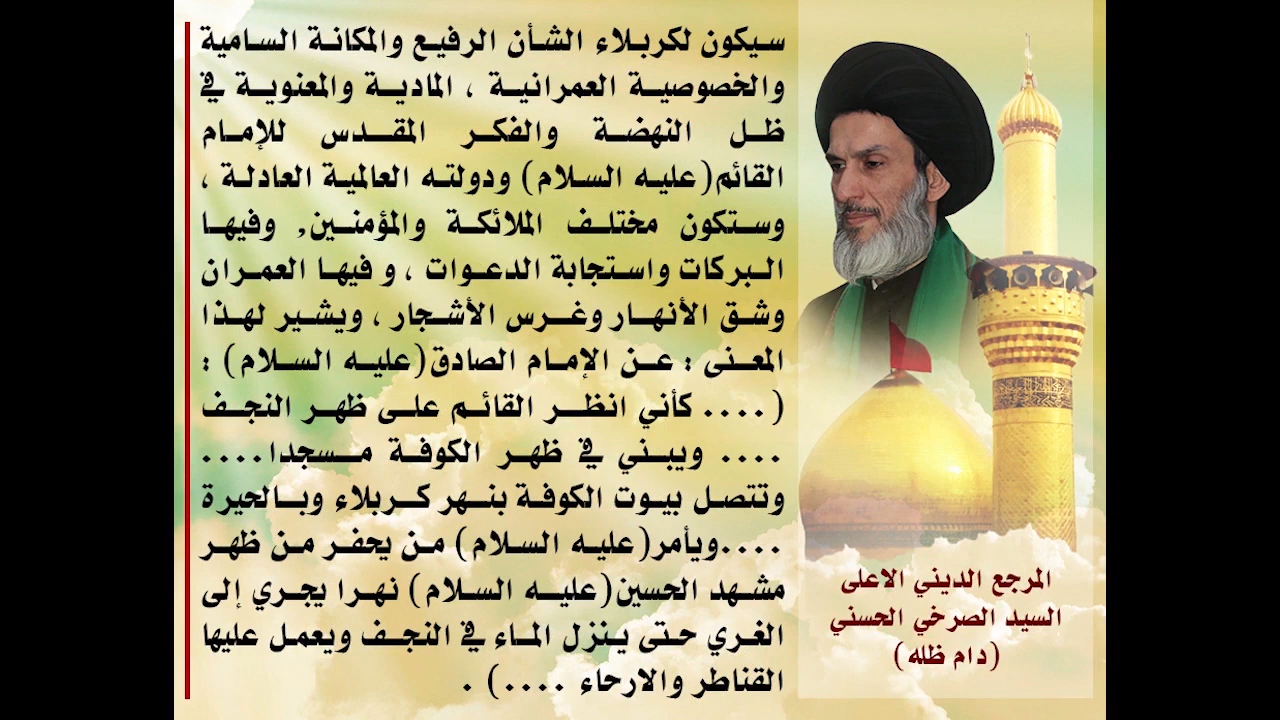 سيكون لكربلاء الشأن الرفيع والمكانة السامية
والخصوصية العمرانية ، المادية والمعنوية في
ظل النهضة والفكر المقدس للإمام
القائم(عليه السلام) ودولته العالمية العادلة ،
وستكون مختلف الملائكة والمؤمنين, وفيها
البركات واستجابة الدعوات ، و فيها العمران
وشق الأنهار وغرس الأشجار ، ويشير لهذا
المعنى : عن الإمام الصادق(عليه السلام) :
(.... كأني انظر القائم على ظهر النجف
.... ويبني في ظهر الكوفة مسجدا....
وتتصل بيوت الكوفة بنهر كربلاء وبالحيرة
....ويأمر(عليه السلام) من يحفر من ظهر
مشهد الحسين(عليه السلام) نهرا يجري إلى
الغري حتى ينزل الماء في النجف ويعمل عليها
القناطر والارحاء ....) .
المرجع الديني الاعلى
السيد الصرخي الحسني
(دام ظله)